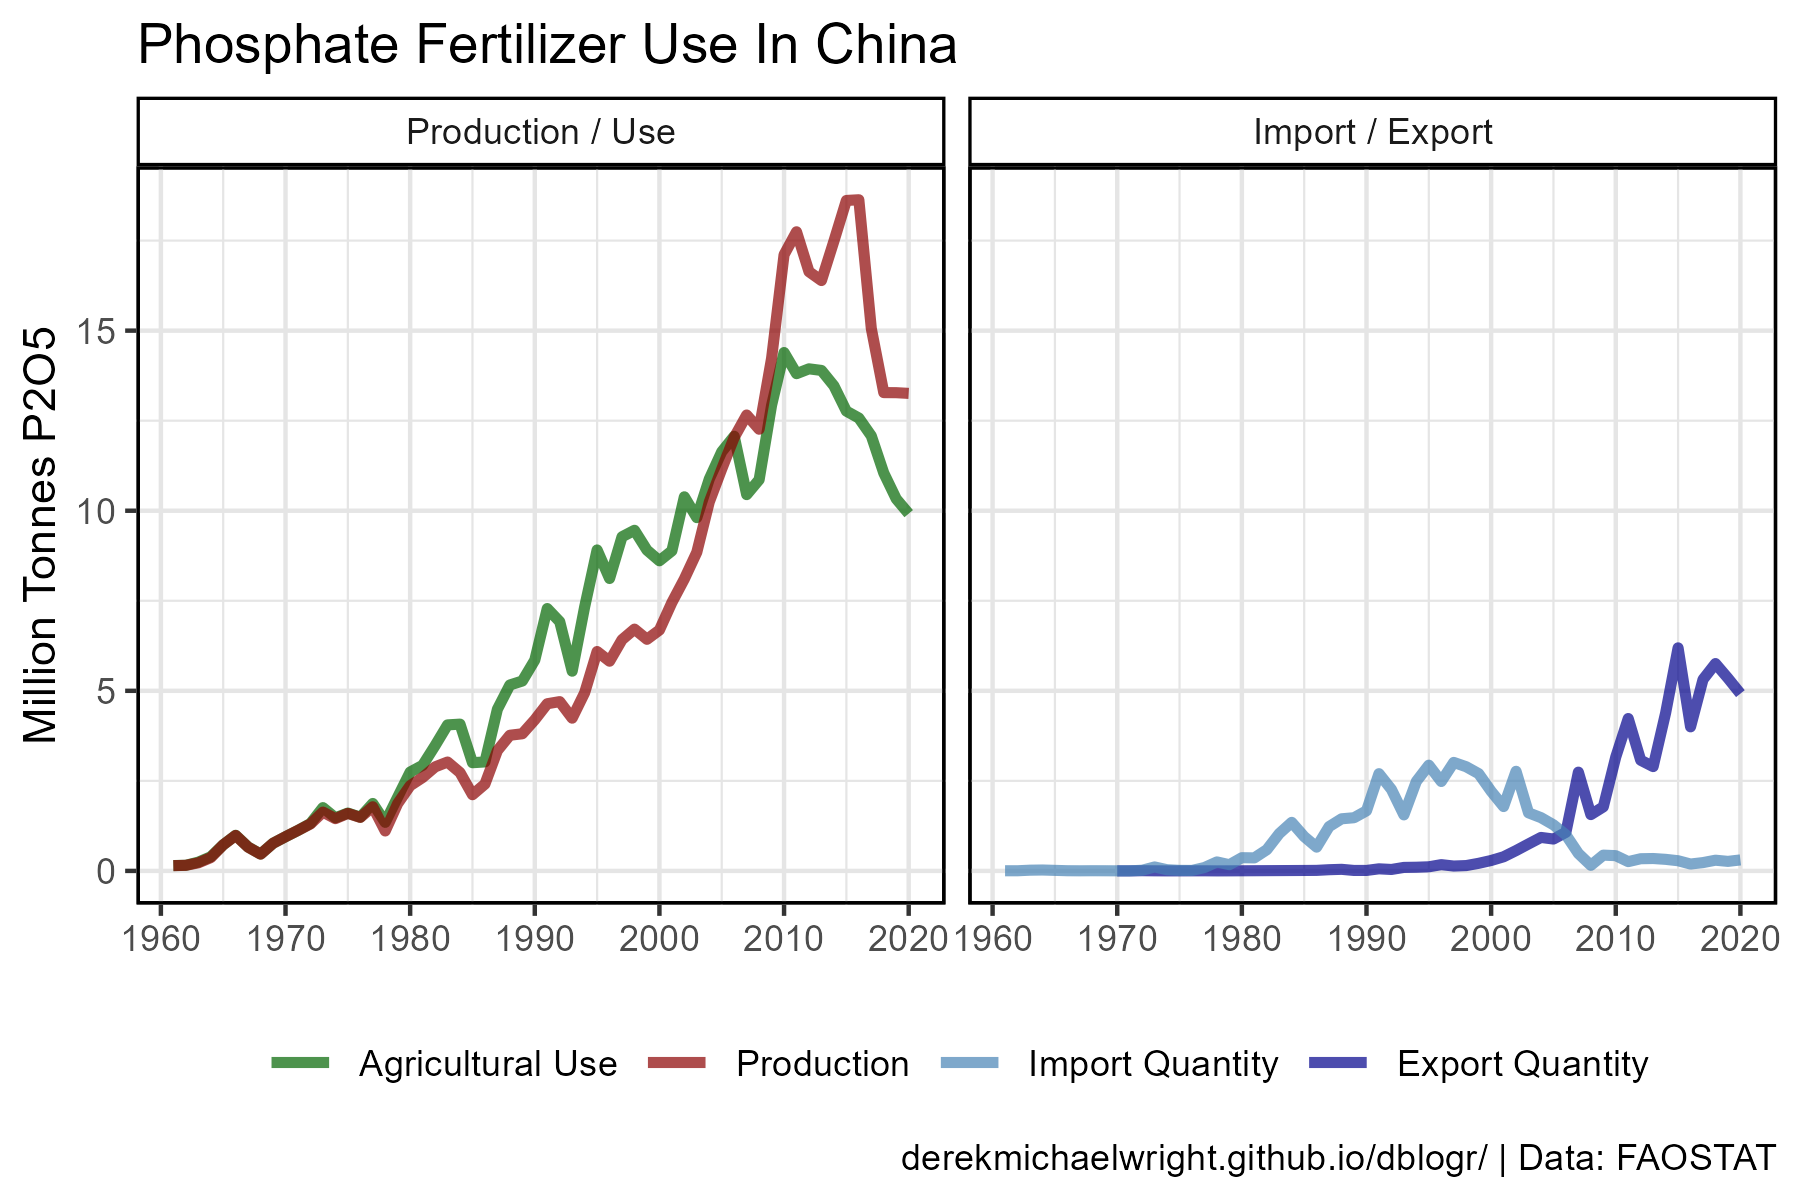 Phosphate Fertilizer Use In China
Production / Use
Import / Export
Million Tonnes P2O5
15
10
5
0
1960 1970 1980 1990 2000 2010 2020
1960 1970 1980 1990 2000 2010 2020
Agricultural Use
Production
Import Quantity
Export Quantity
derekmichaelwright.github.io/dblogr/ | Data: FAOSTAT